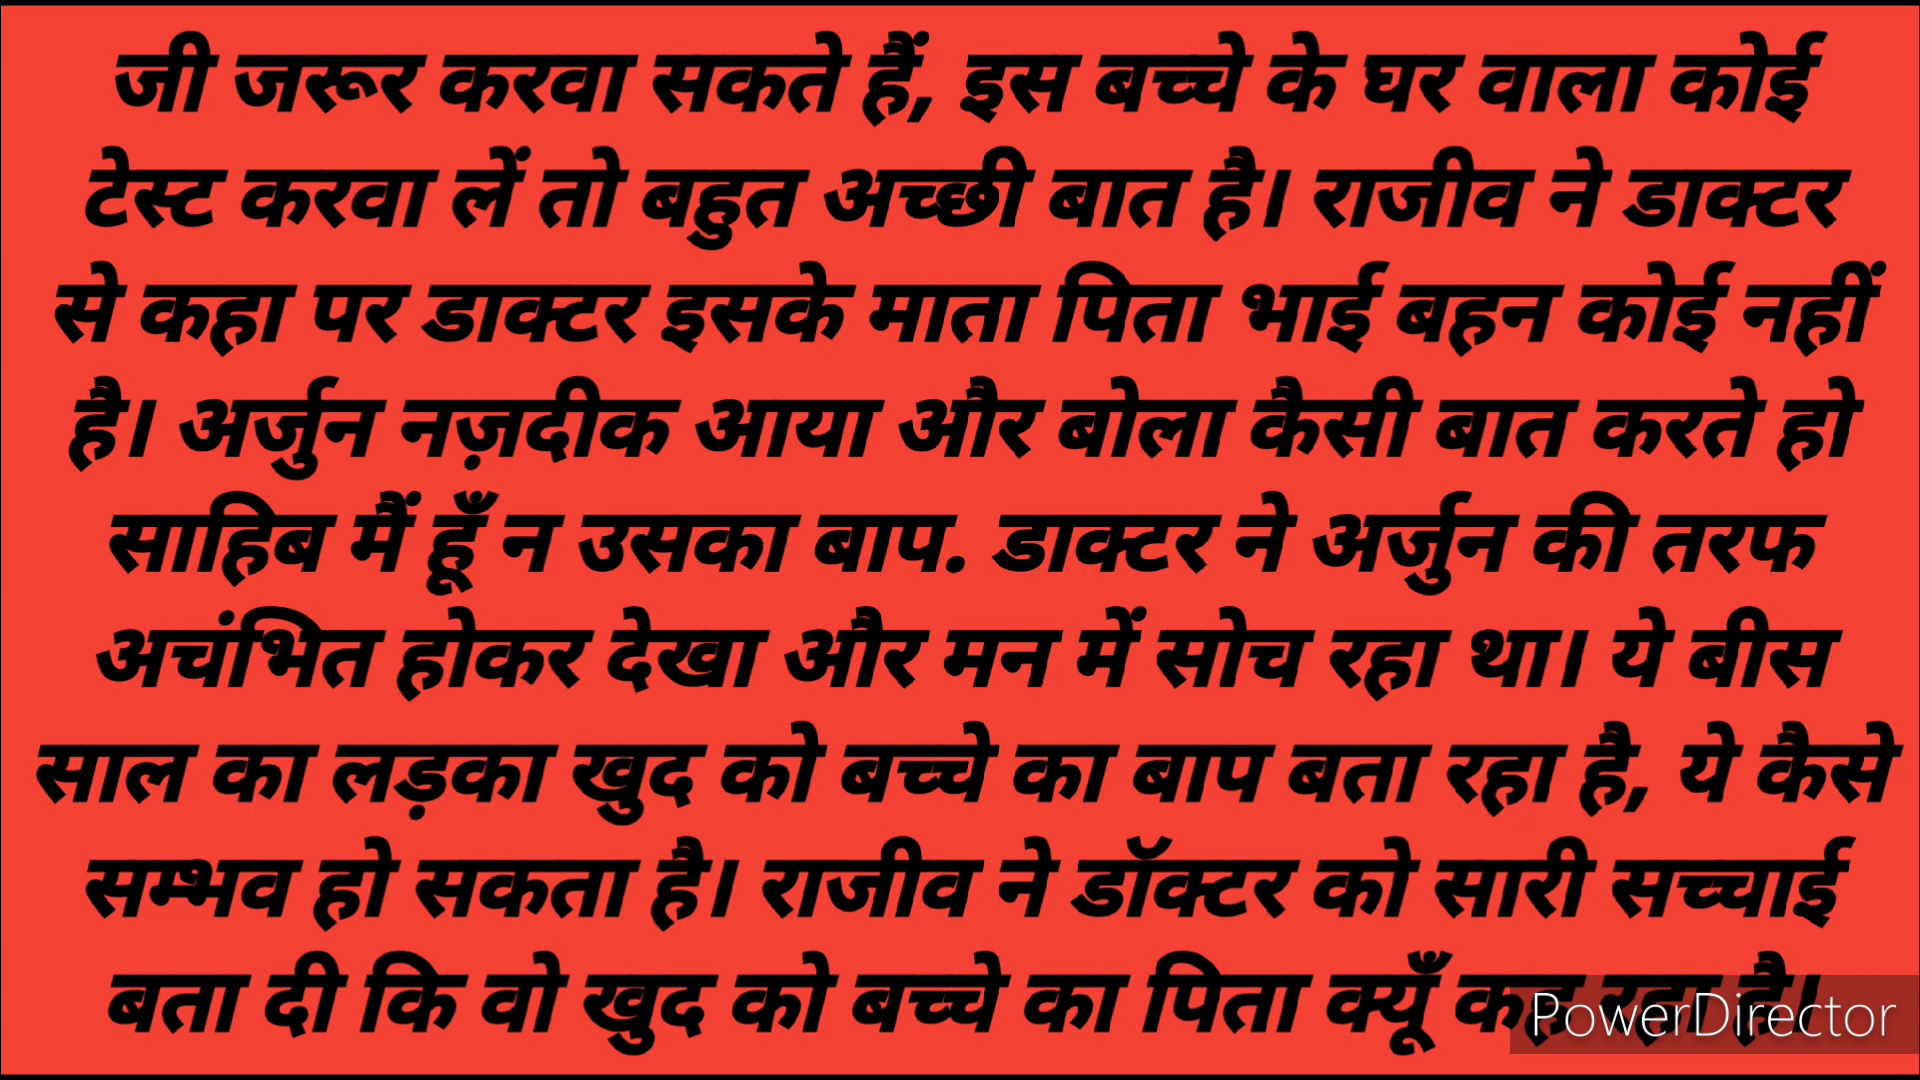 जी जरूर करवा सकते हैं, इस बच्चे के घर वाला कोई
टेस्ट करवा लें तो बहुत अच्छी बात है। राजीव ने डाक्टर
से कहा पर डाक्टर इसके माता पिता भाई बहन कोई नहीं
है। अर्जुन नज़दीक आया और बोला कैसी बात करते हो
साहिब मैं हूँ न उसका बाप. डाक्टर ने अर्जुन की तरफ
अचंभित होकर देखा और मन में सोच रहा था। ये बीस
साल का लड़का खुद को बच्चे का बाप बता रहा है, ये कैसे
सम्भव हो सकता है। राजीव ने डॉक्टर को सारी सच्चाई
बता दी कि वो खुद को बच्चे का पिता क्यूँ कह रहा है।
PowerDirector